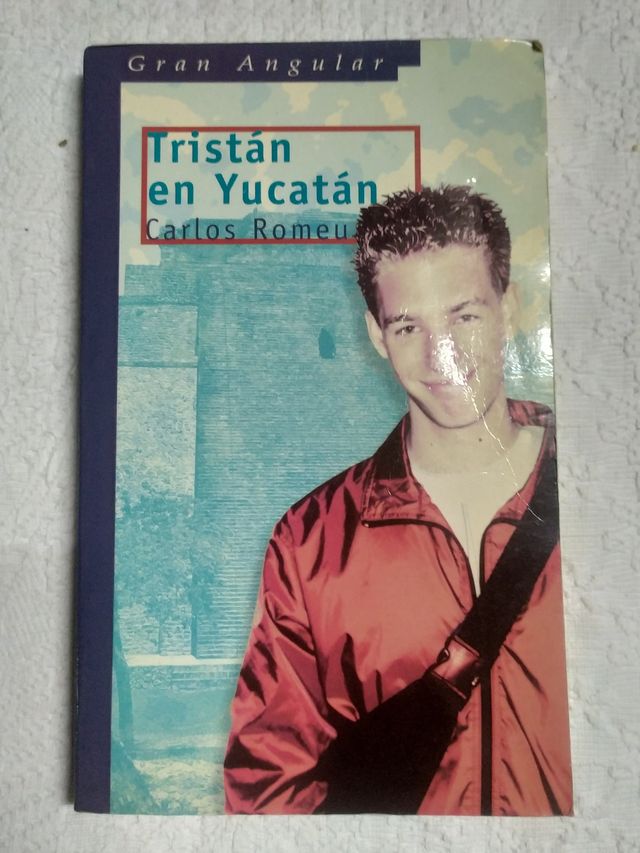 Gran Angular
Tristán
en Yucatán
Carlos Romeu